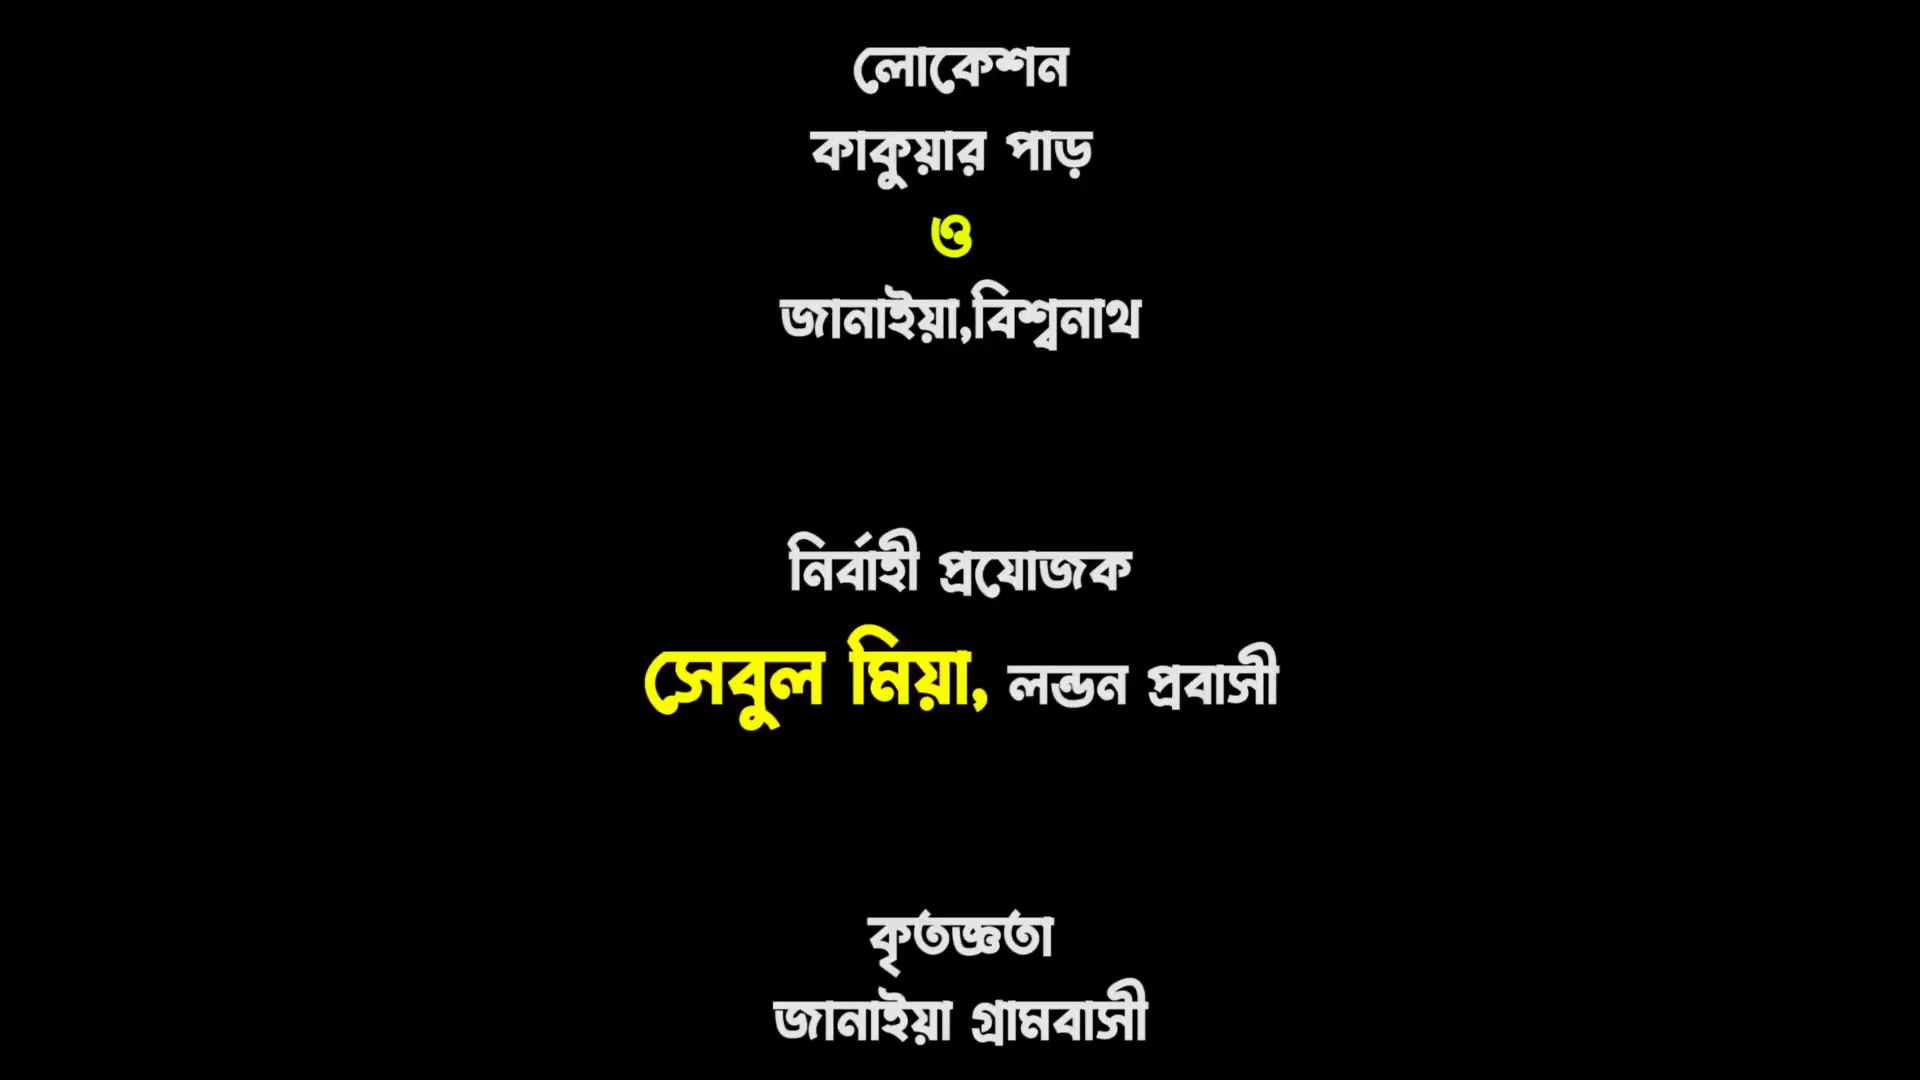 লোকেশন
কাকুয়ার পাড়
ও
জানাইয়া,বিশ্বনাথ
নির্বাহী প্রযোজক
সেবুল মিয়া, লন্ডন প্রবাসী
কৃতজ্ঞতা
জানাইয়া গ্রামবাসী